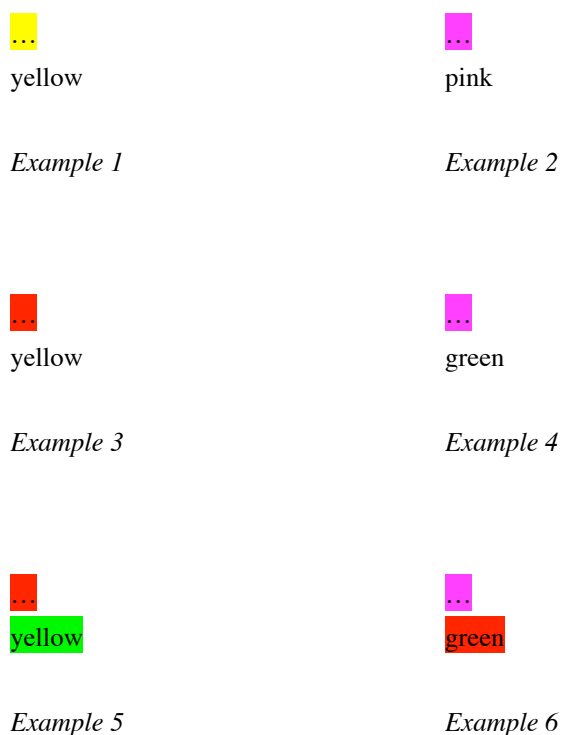 …
yellow
Example 1
…
pink
Example 2
…
yellow
Example 3
…
green
Example 4
…
yellow
Example 5
…
green
Example 6